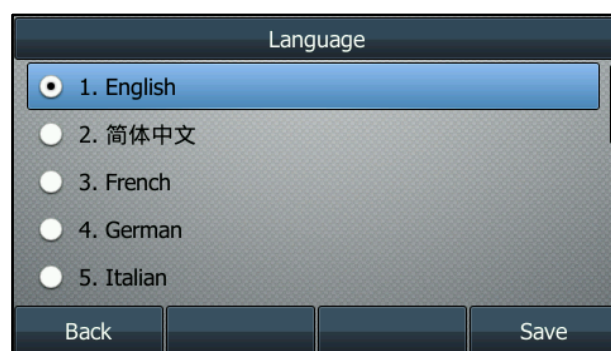 Language
1. English
2. 简体中文
3. French
4. German
5. Italian
Back Save